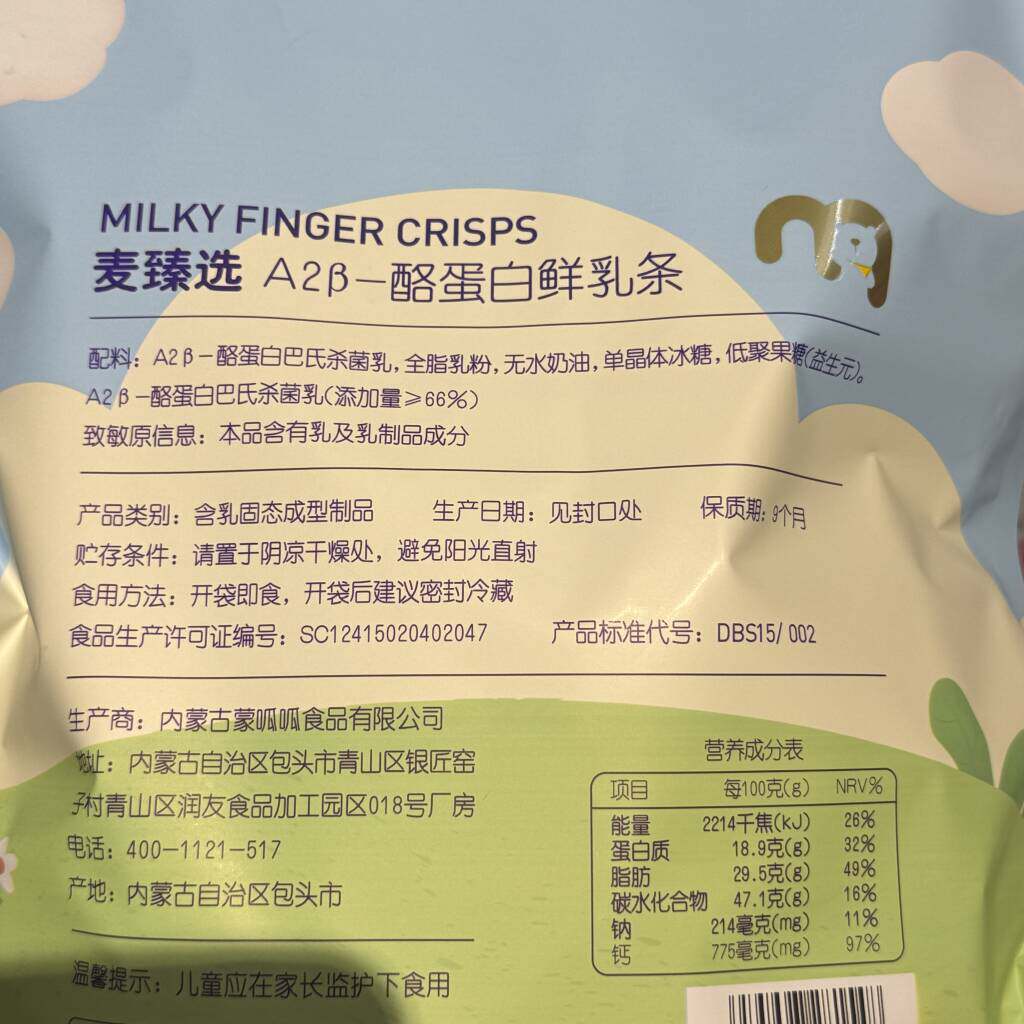 MILKY FINGER CRISPS
麦臻选 A2β—酪蛋白鲜乳条
配料：A2β—酪蛋白巴氏杀菌乳，全脂乳粉，无水奶油，单晶体冰糖，低聚果糖(益生元)。
A2β—酪蛋白巴氏杀菌乳(添加量≥66%)
致敏原信息：本品含有乳及乳制品成分
产品类别：含乳固态成型制品 生产日期：见封口处 保质期：9个月
贮存条件：请置于阴凉干燥处，避免阳光直射
食用方法：开袋即食，开袋后建议密封冷藏
食品生产许可证编号：SC12415020402047 产品标准代号：DBS15/ 002
生产商：内蒙古蒙呱呱食品有限公司
地址：内蒙古自治区包头市青山区银匠窑
子村青山区润友食品加工园区018号厂房
电话：400—1121—517
产地：内蒙古自治区包头市
温馨提示：儿童应在家长监护下食用
营养成分表
项目 每100克(g) NRV%
能量 2214千焦(kJ) 26%
蛋白质 18.9克(g) 32%
脂肪 29.5克(g) 49%
碳水化合物 47.1克(g) 16%
钠 214毫克(mg) 11%
钙 775毫克(mg) 97%